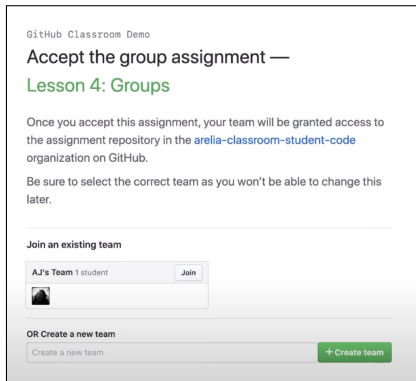 GitHub Classroom Demo
Accept the group assignment —
Lesson 4: Groups
Once you accept this assignment, your team will be granted access to
the assignment repository in the arelia-classroom-student-code
organization on GitHub.
Be sure to select the correct team as you won't be able to change this
later.
Join an existing team
AJ's Team 1 student
Join
OR Create a new team
Create a new team
+ Create team